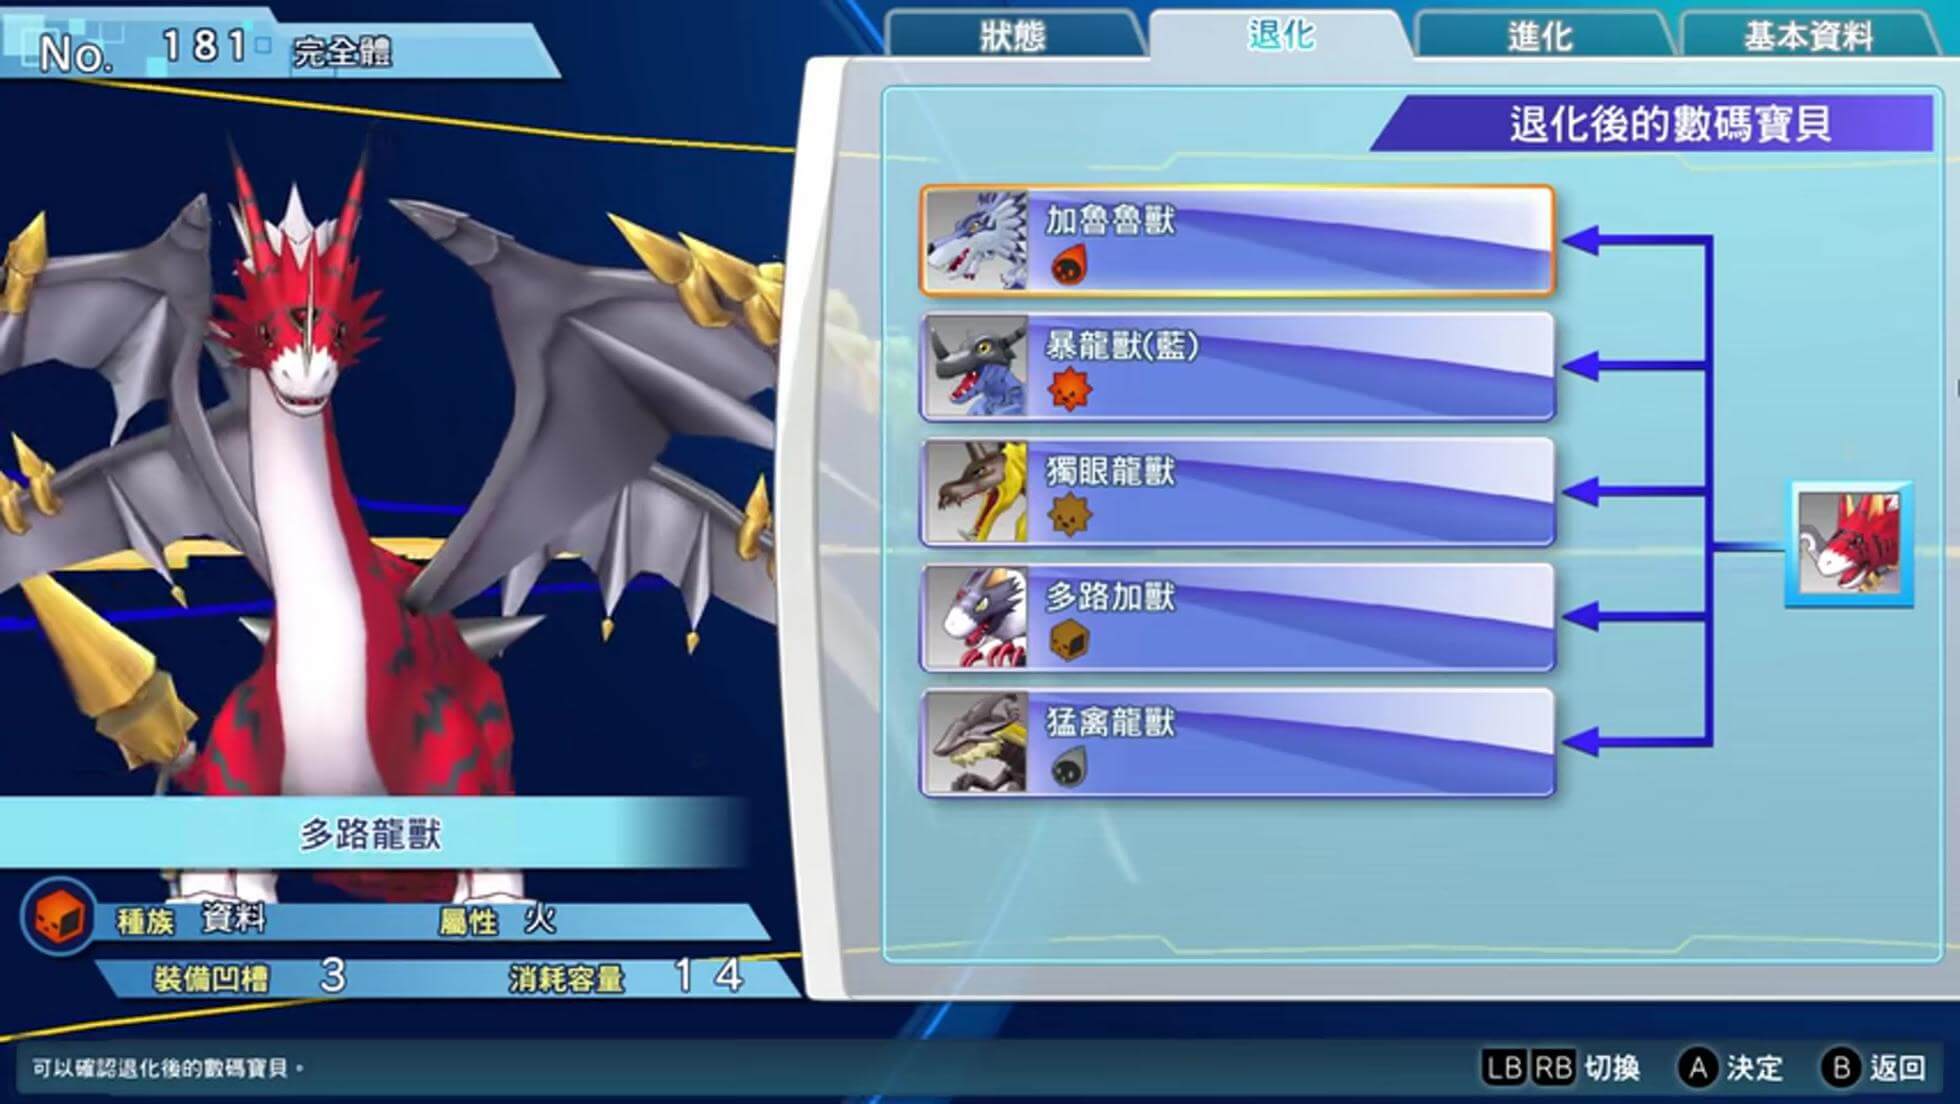 No. 181 完全體
狀態 退化 進化 基本資料
退化後的數碼寶貝
加魯魯獸
暴龍獸(藍)
獨眼龍獸
多路加獸
猛禽龍獸
多路龍獸
種族 資料 屬性 火
裝備凹槽 3 消耗容量 14
可以確認退化後的數碼寶貝。
LB RB 切換 A 決定 B 返回